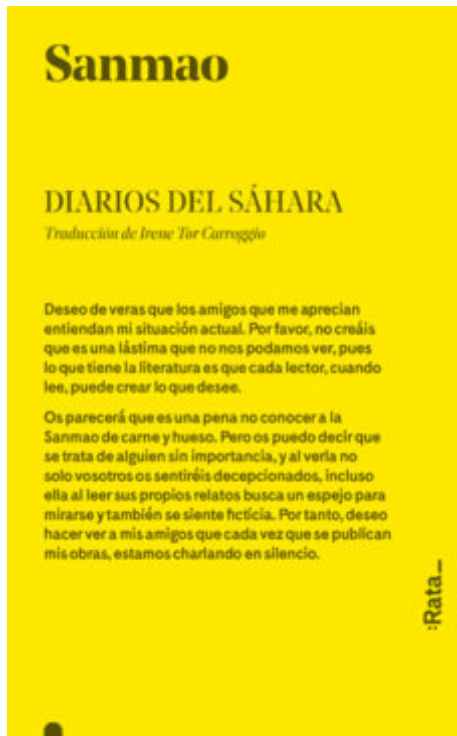 Sanmao
DIARIOS DEL SÁHARA
Traducción de Irene Tor Carroggio
Deseo de veras que los amigos que me aprecian
entiendan mi situación actual. Por favor, no creáis
que es una lástima que no nos podamos ver, pues
lo que tiene la literatura es que cada lector, cuando
lee, puede crear lo que desee.
Os parecerá que es una pena no conocer a la
Sanmao de carne y hueso. Pero os puedo decir que
se trata de alguien sin importancia, y al verla no
solo vosotros os sentiréis decepcionados, incluso
ella al leer sus propios relatos busca un espejo para
mirarse y también se siente ficticia. Por tanto, deseo
hacer ver a mis amigos que cada vez que se publican
mis obras, estamos charlando en silencio.
:Rata_